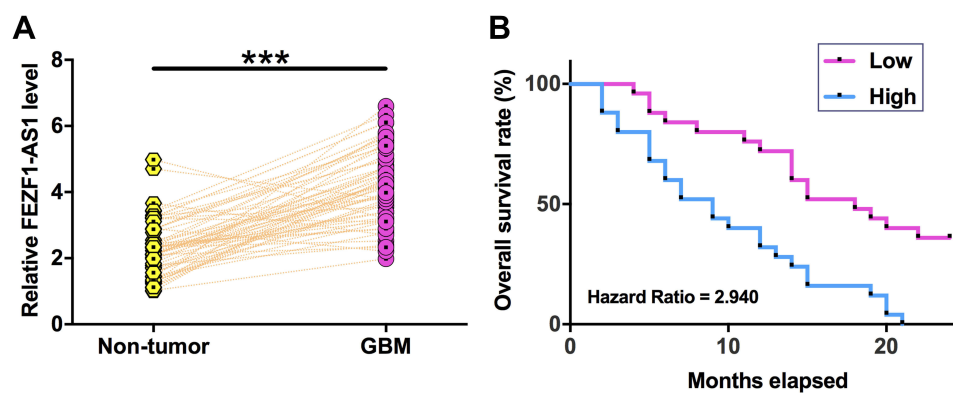 A
Relative FEZF1-AS1 level
8
6
4
2
0
***
Non-tumor
GBM
B
Overall survival rate (%)
100
50
0
Low
High
Hazard Ratio = 2.940
0
10
20
Months elapsed